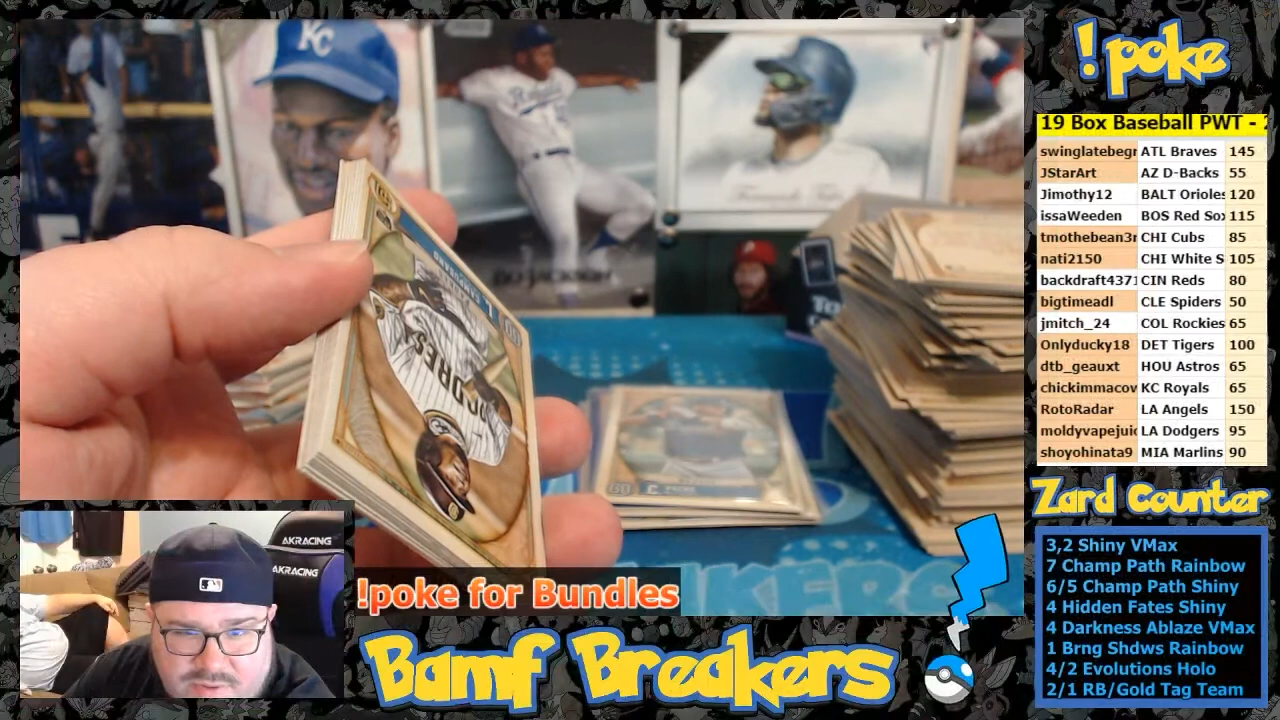 !poke
19 Box Baseball PWT -
swinglatebegr ATL Braves 145
JStarArt AZ D-Backs 55
Jimothy12 BALT Orioles 120
issaWeeden BOS Red Sox 115
tmothebean3r CHI Cubs 85
nati2150 CHI White S 105
backdraft4371 CIN Reds 80
bigtimeadl CLE Spiders 50
jmitch_24 COL Rockies 65
Onlyducky18 DET Tigers 100
dtb_geauxt HOU Astros 65
chickimmacov KC Royals 65
RotoRadar LA Angels 150
moldyvapejuic LA Dodgers 95
shoyohinata9 MIA Marlins 90
Zard Counter
3,2 Shiny VMax
7 Champ Path Rainbow
6/5 Champ Path Shiny
4 Hidden Fates Shiny
4 Darkness Ablaze VMax
1 Brng Shdws Rainbow
4/2 Evolutions Holo
2/1 RB/Gold Tag Team
KC
Royals
BO JACKSON
AKRACING
AKRACING
!poke for Bundles
Bamf Breakers